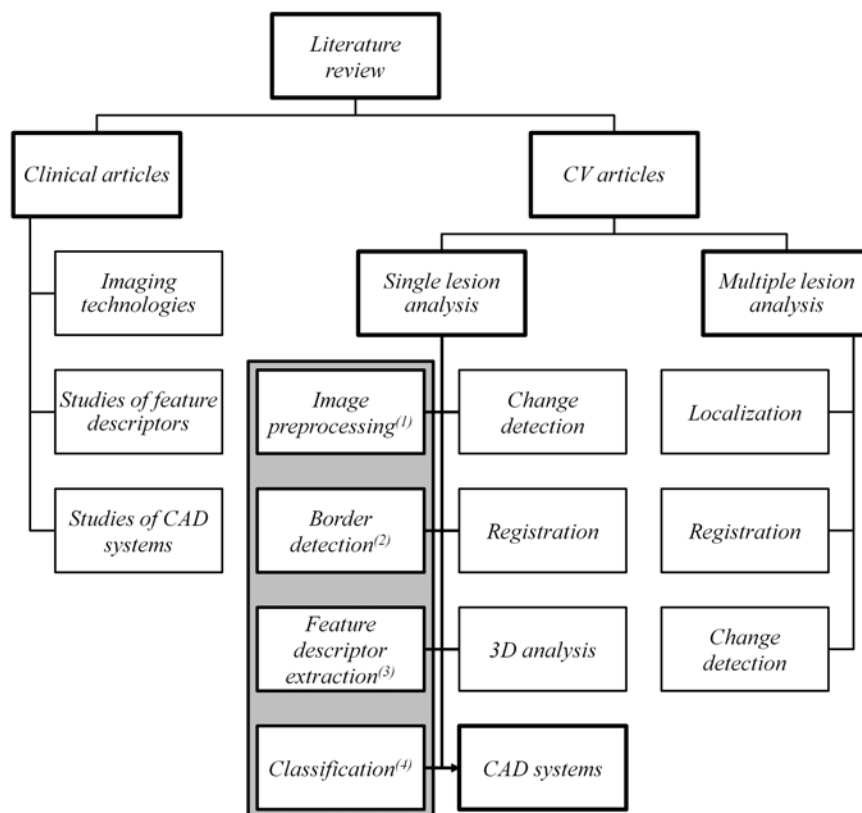 Literature
review
Clinical articles
CV articles
Imaging
technologies
Studies of feature
descriptors
Studies of CAD
systems
Single lesion
analysis
Multiple lesion
analysis
Image
preprocessing(1)
Border
detection(2)
Feature
descriptor
extraction(3)
Classification(4)
Change
detection
Registration
3D analysis
CAD systems
Localization
Registration
Change
detection